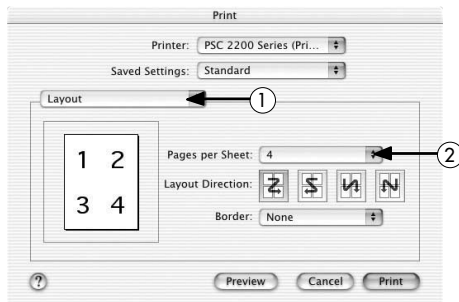 Print
Printer: PSC 2200 Series (Pri...
Saved Settings: Standard
Layout
1
1 2
3 4
Pages per Sheet: 4
2
Layout Direction:
Border: None
?
Preview Cancel Print